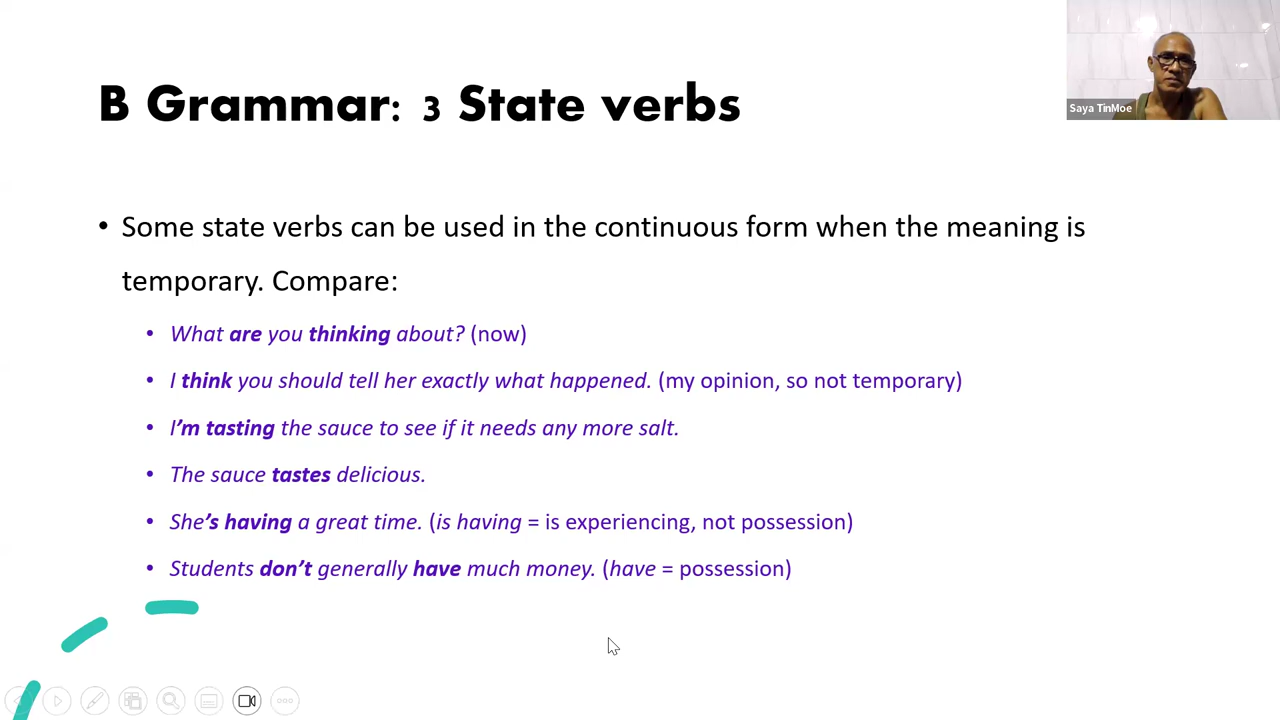 B Grammar: 3 State verbs
Saya TinMoe
• Some state verbs can be used in the continuous form when the meaning is
temporary. Compare:
• What are you thinking about? (now)
• I think you should tell her exactly what happened. (my opinion, so not temporary)
• I’m tasting the sauce to see if it needs any more salt.
• The sauce tastes delicious.
• She’s having a great time. (is having = is experiencing, not possession)
• Students don’t generally have much money. (have = possession)